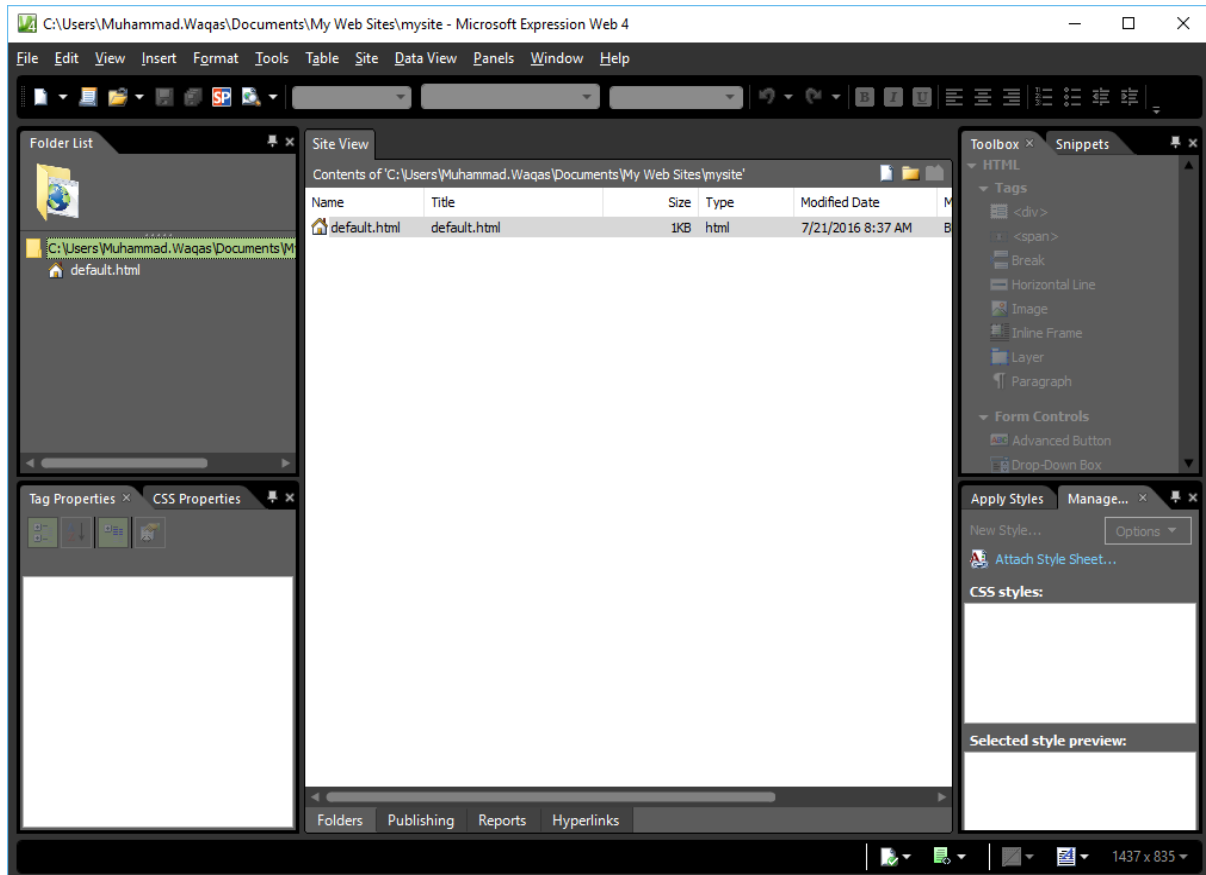 C:\Users\Muhammad.Waqas\Documents\My Web Sites\mysite - Microsoft Expression Web 4
File Edit View Insert Format Tools Table Site Data View Panels Window Help
SP B I U
Folder List
C:\Users\Muhammad.Waqas\Documents\M
default.html
Site View
Contents of 'C:\Users\Muhammad.Waqas\Documents\My Web Sites\mysite'
Name Title Size Type Modified Date M
default.html default.html 1KB html 7/21/2016 8:37 AM B
Folders Publishing Reports Hyperlinks
Toolbox Snippets
HTML
Tags
<div>
<span>
Break
Horizontal Line
Image
Inline Frame
Layer
Paragraph
Form Controls
Advanced Button
Drop-Down Box
Tag Properties CSS Properties
Apply Styles Manage...
New Style... Options
Attach Style Sheet...
CSS styles:
Selected style preview:
1437 x 835